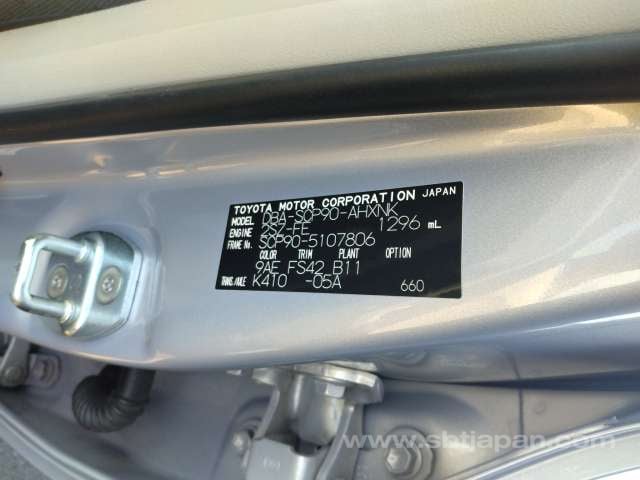 TOYOTA MOTOR CORPORATION JAPAN
MODEL DBA-SCP90-AHXNK
ENGINE 2SZ-FE 1296 mL
FRAME No. SCP90-5107806
COLOR TRIM PLANT OPTION
9AE FS42 B11
TRANS./AXLE K410 -05A 660
www.sbtjapan.com